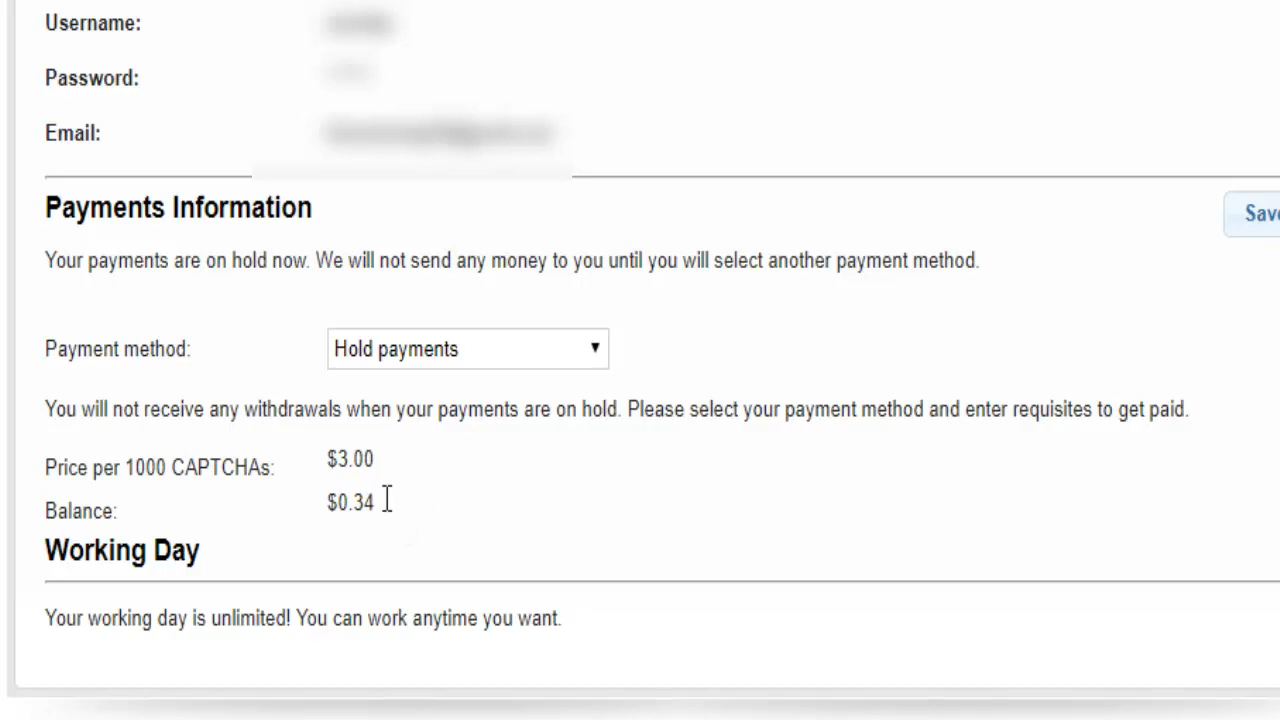 Username:
Password:
Email:
Payments Information
Save
Your payments are on hold now. We will not send any money to you until you will select another payment method.
Payment method: Hold payments
You will not receive any withdrawals when your payments are on hold. Please select your payment method and enter requisites to get paid.
Price per 1000 CAPTCHAs: $3.00
Balance: $0.34
Working Day
Your working day is unlimited! You can work anytime you want.